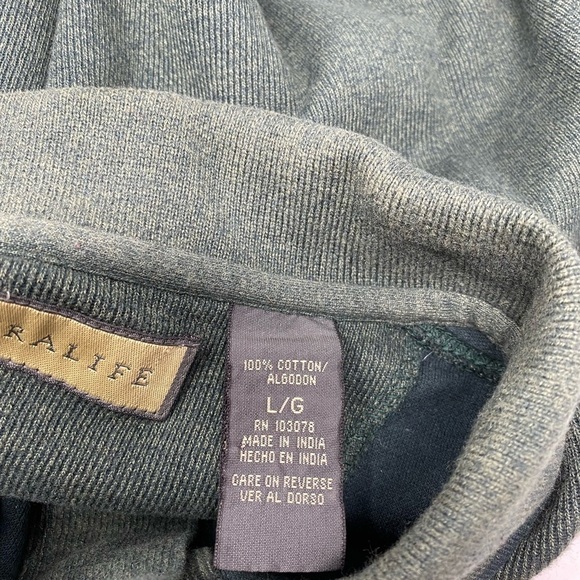 RALIFE
100% COTTON/
ALGODON
L/G
RN 103078
MADE IN INDIA
HECHO EN INDIA
CARE ON REVERSE
VER AL DORSO